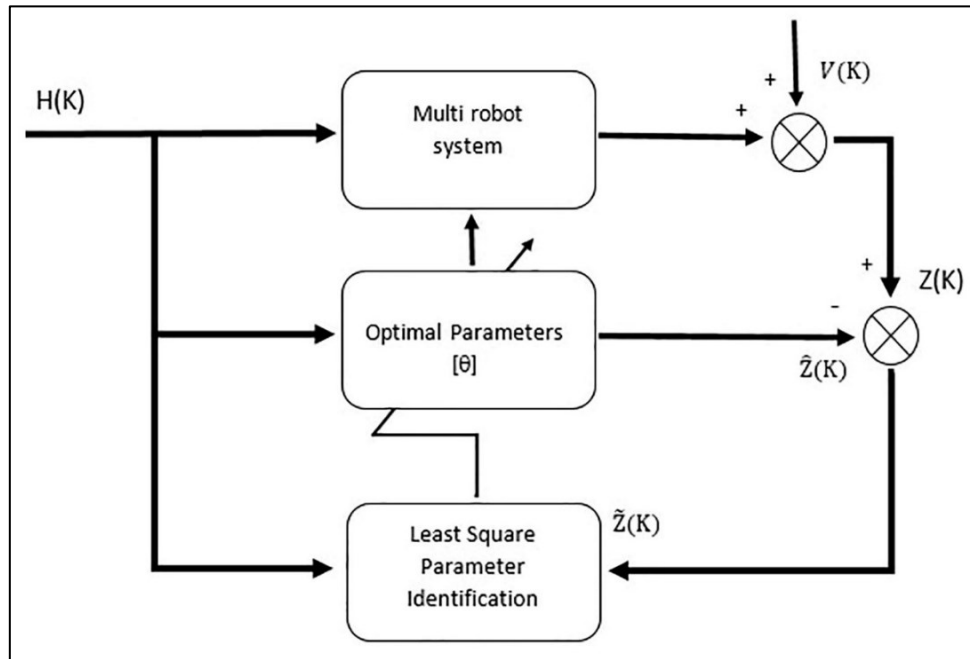 H(K)
Multi robot
system
+
+
V(K)
+
Z(K)
Optimal Parameters
[θ]
-
Ẑ(K)
Least Square
Parameter
Identification
Z̃(K)